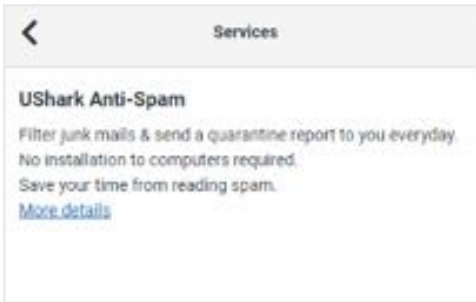 Services
UShark Anti-Spam
Filter junk mails & send a quarantine report to you everyday.
No installation to computers required.
Save your time from reading spam.
More details